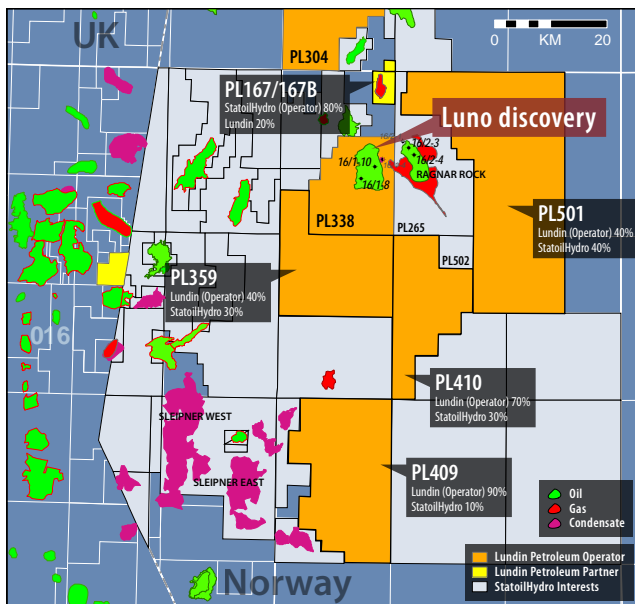 UK
PL304
0 KM 20
PL167/167B
StatoilHydro (Operator) 80%
Lundin 20%
Luno discovery
16/2-3
16/1-10
16/2-4
RAGNAR ROCK
16/1-8
PL338
PL265
PL501
Lundin (Operator) 40%
StatoilHydro 40%
PL502
PL359
Lundin (Operator) 40%
StatoilHydro 30%
016
PL410
Lundin (Operator) 70%
StatoilHydro 30%
SLEIPNER WEST
SLEIPNER EAST
PL409
Lundin (Operator) 90%
StatoilHydro 10%
Oil
Gas
Condensate
Lundin Petroleum Operator
Lundin Petroleum Partner
StatoilHydro Interests
Norway